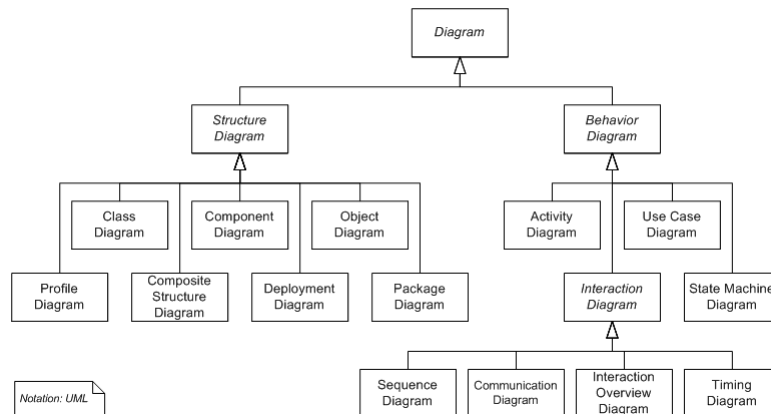 Diagram
Structure
Diagram
Behavior
Diagram
Class
Diagram
Component
Diagram
Object
Diagram
Activity
Diagram
Use Case
Diagram
Profile
Diagram
Composite
Structure
Diagram
Deployment
Diagram
Package
Diagram
Interaction
Diagram
State Machine
Diagram
Sequence
Diagram
Communication
Diagram
Interaction
Overview
Diagram
Timing
Diagram
Notation: UML